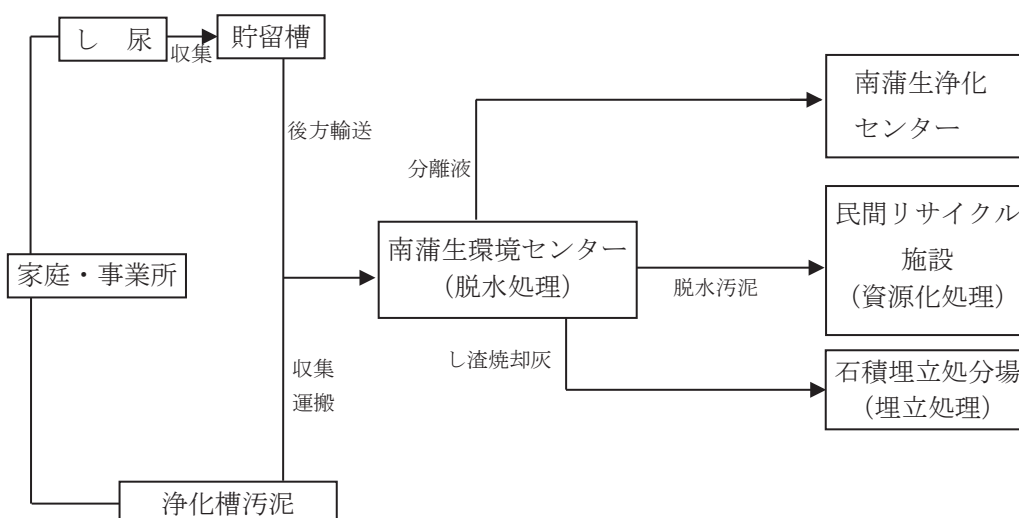 し　尿
収集
貯留槽
後方輸送
分離液
南蒲生浄化
センター
家庭・事業所
南蒲生環境センター
（脱水処理）
脱水汚泥
民間リサイクル
施設
（資源化処理）
収集
運搬
し渣焼却灰
石積埋立処分場
（埋立処理）
浄化槽汚泥